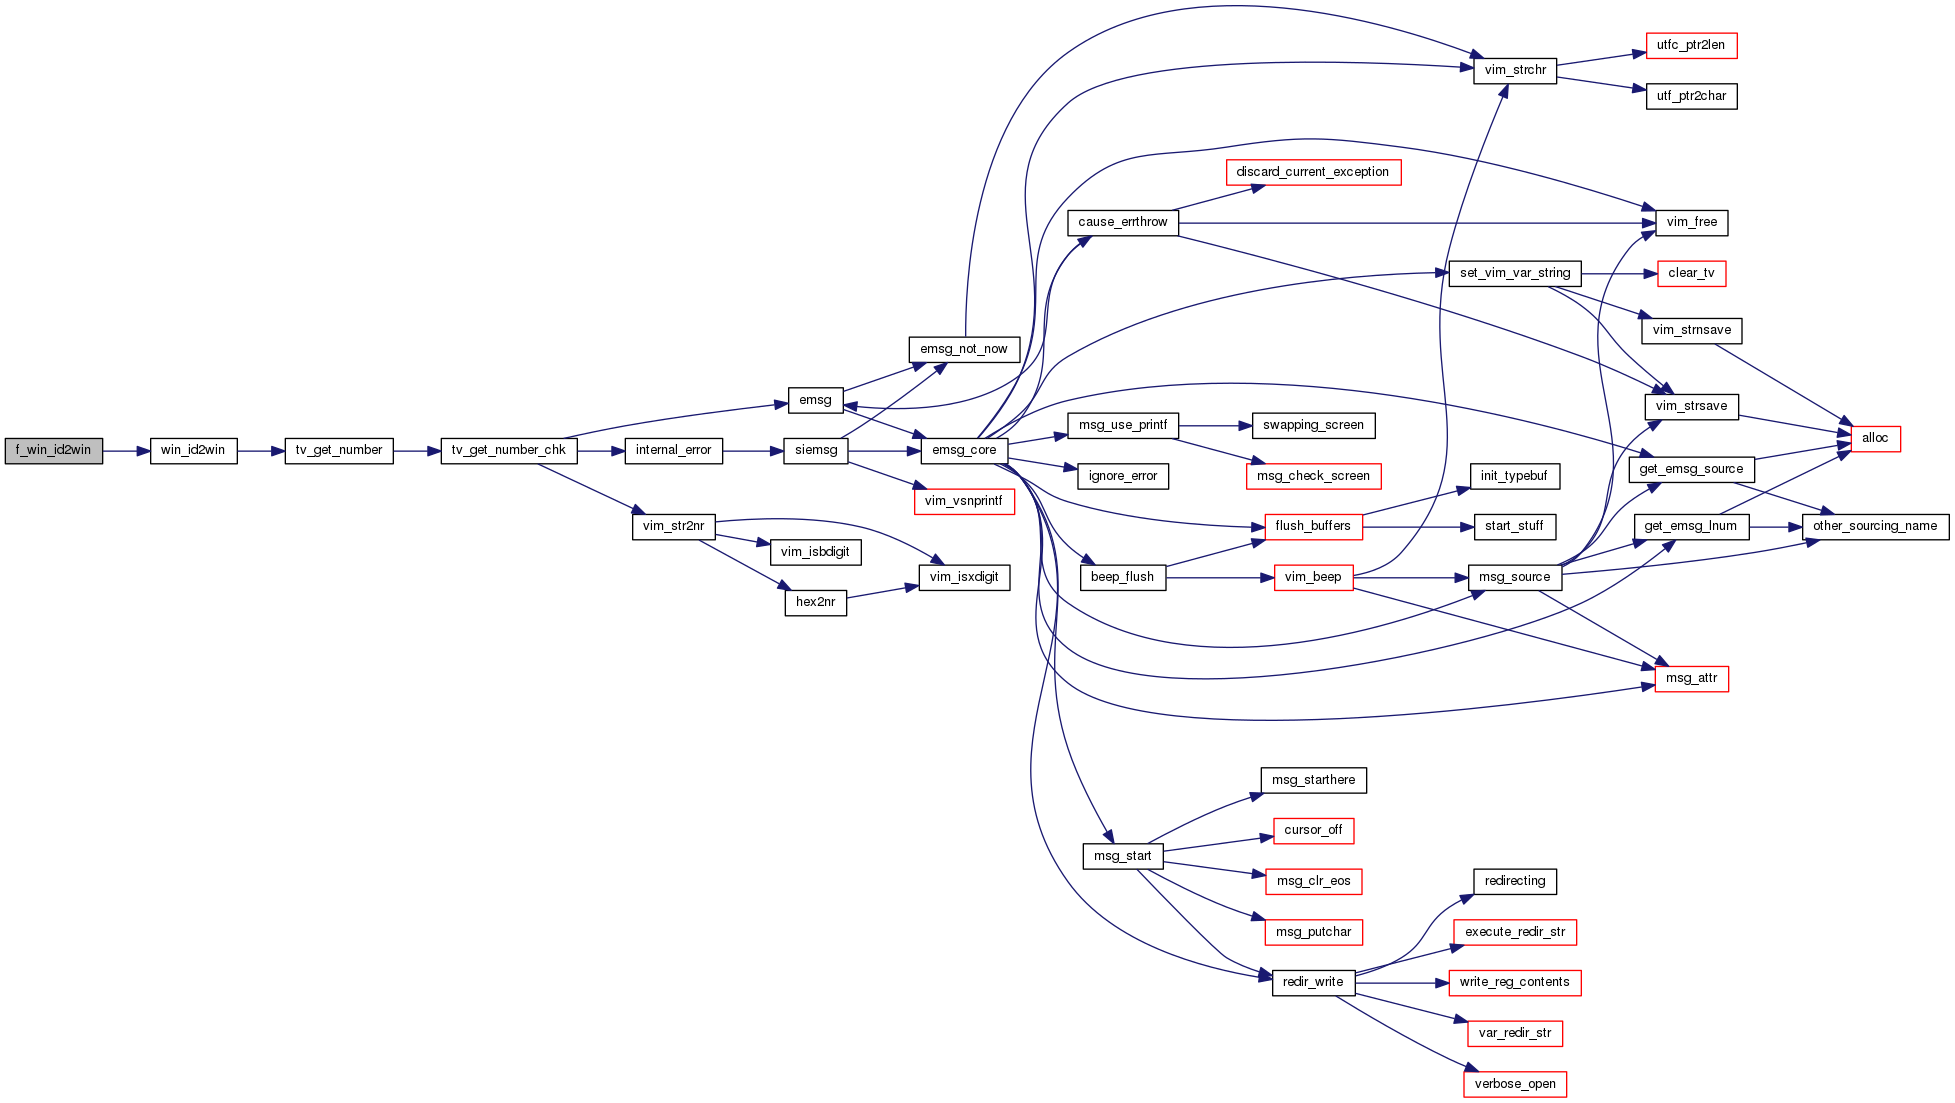 f_win_id2win
win_id2win
tv_get_number
tv_get_number_chk
emsg
internal_error
vim_str2nr
siemsg
vim_isbdigit
hex2nr
emsg_not_now
emsg_core
vim_vsnprintf
vim_isxdigit
cause_errthrow
msg_use_printf
ignore_error
beep_flush
msg_start
discard_current_exception
swapping_screen
msg_check_screen
flush_buffers
vim_beep
msg_starthere
cursor_off
msg_clr_eos
msg_putchar
redir_write
vim_strchr
set_vim_var_string
init_typebuf
start_stuff
msg_source
redirecting
execute_redir_str
write_reg_contents
var_redir_str
verbose_open
utfc_ptr2len
utf_ptr2char
vim_free
clear_tv
vim_strnsave
vim_strsave
get_emsg_source
get_emsg_lnum
msg_attr
alloc
other_sourcing_name